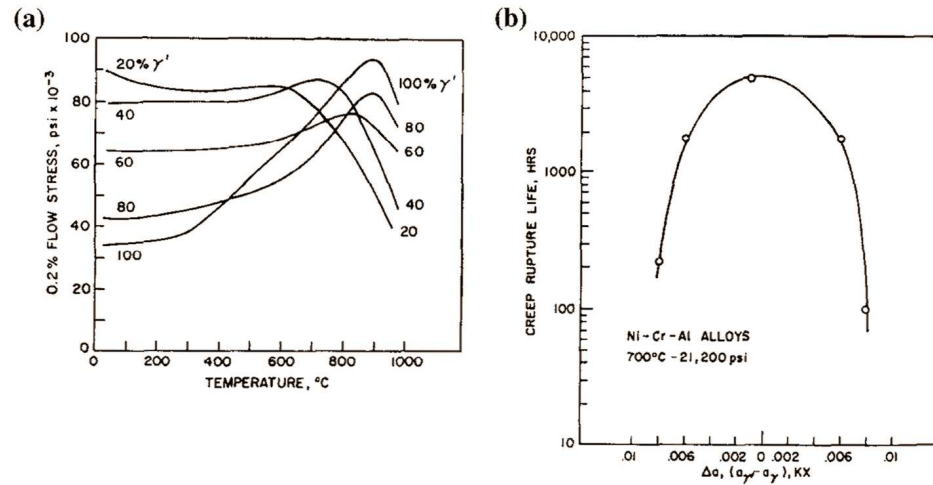 (a)
100
80
60
40
20
0
0.2% FLOW STRESS, psi x 10⁻³
20% γ'
40
60
80
100
100% γ'
80
60
40
20
0 200 400 600 800 1000
TEMPERATURE, °C
(b)
10,000
1000
100
10
CREEP RUPTURE LIFE, HRS
Ni-Cr-Al ALLOYS
700°C-21,200 psi
.01 .006 .002 0 .002 .006 .01
Δa, (aγ'-aγ), KX